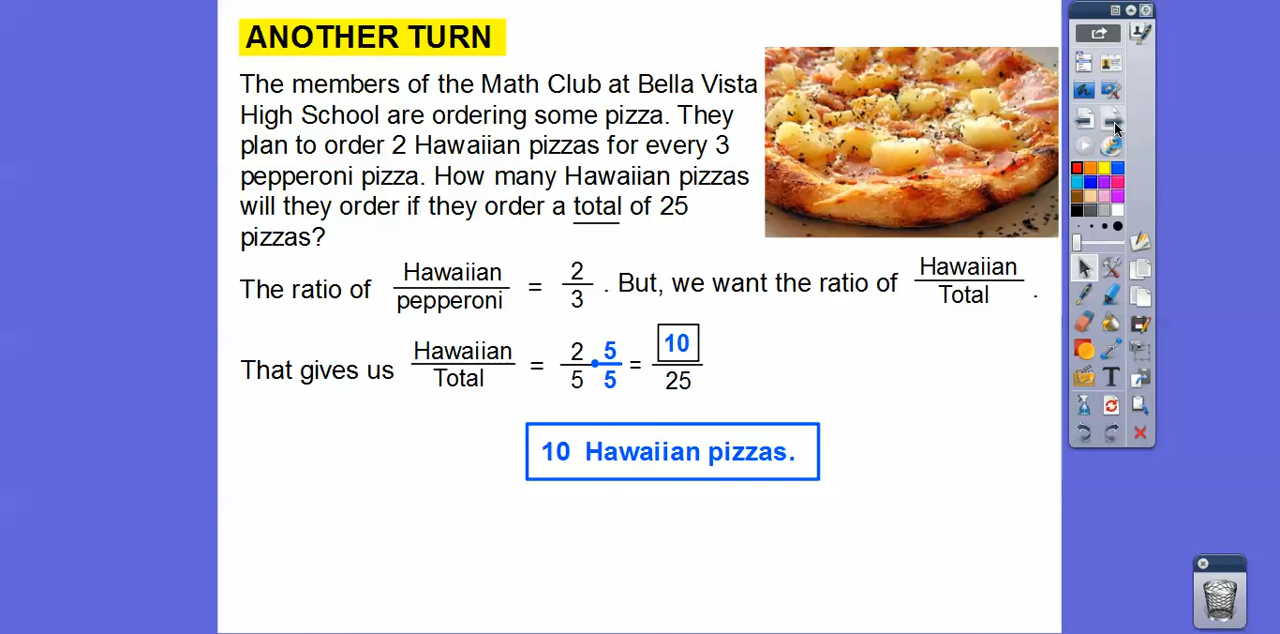 ANOTHER TURN
The members of the Math Club at Bella Vista
High School are ordering some pizza. They
plan to order 2 Hawaiian pizzas for every 3
pepperoni pizza. How many Hawaiian pizzas
will they order if they order a total of 25
pizzas?
The ratio of Hawaiian/pepperoni = 2/3 . But, we want the ratio of Hawaiian/Total .
That gives us Hawaiian/Total = 2/5 • 5/5 = 10/25
10 Hawaiian pizzas.